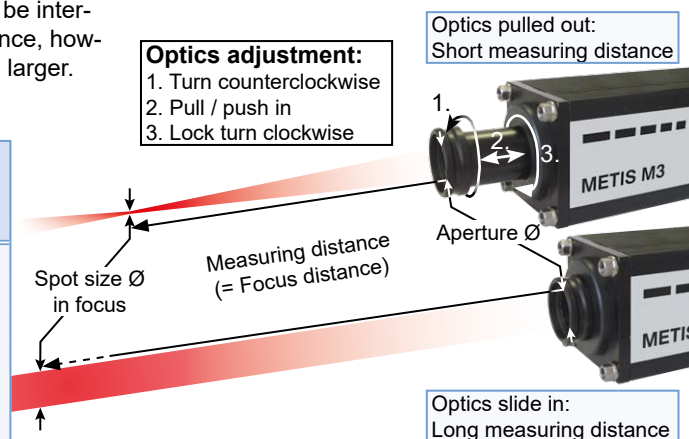 be inter-
nce, how-
larger.
Optics adjustment:
1. Turn counterclockwise
2. Pull / push in
3. Lock turn clockwise
Optics pulled out:
Short measuring distance
1.
2.
3.
METIS M3
Aperture Ø
Measuring distance
(= Focus distance)
Spot size Ø
in focus
METIS
Optics slide in:
Long measuring distance